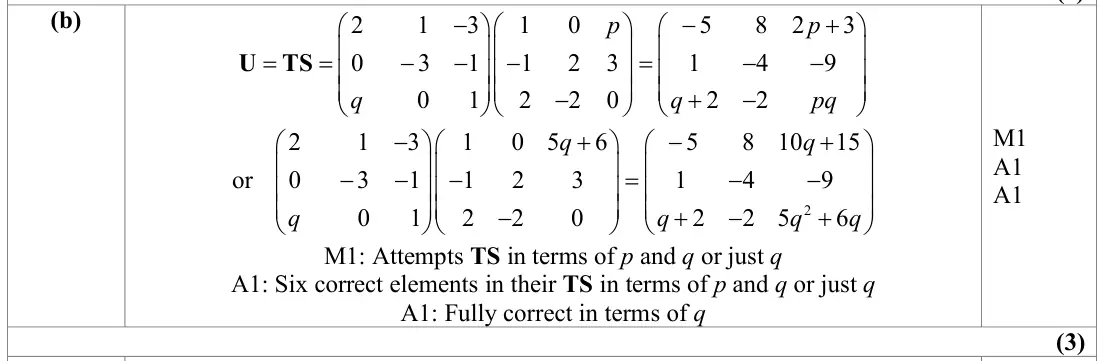 (b)
U = TS = ( 2 1 −3 ; 0 −3 −1 ; q 0 1 ) ( 1 0 p ; −1 2 3 ; 2 −2 0 ) = ( −5 8 2p+3 ; 1 −4 −9 ; q+2 −2 pq )
or ( 2 1 −3 ; 0 −3 −1 ; q 0 1 ) ( 1 0 5q+6 ; −1 2 3 ; 2 −2 0 ) = ( −5 8 10q+15 ; 1 −4 −9 ; q+2 −2 5q²+6q )
M1
A1
A1
M1: Attempts TS in terms of p and q or just q
A1: Six correct elements in their TS in terms of p and q or just q
A1: Fully correct in terms of q
(3)